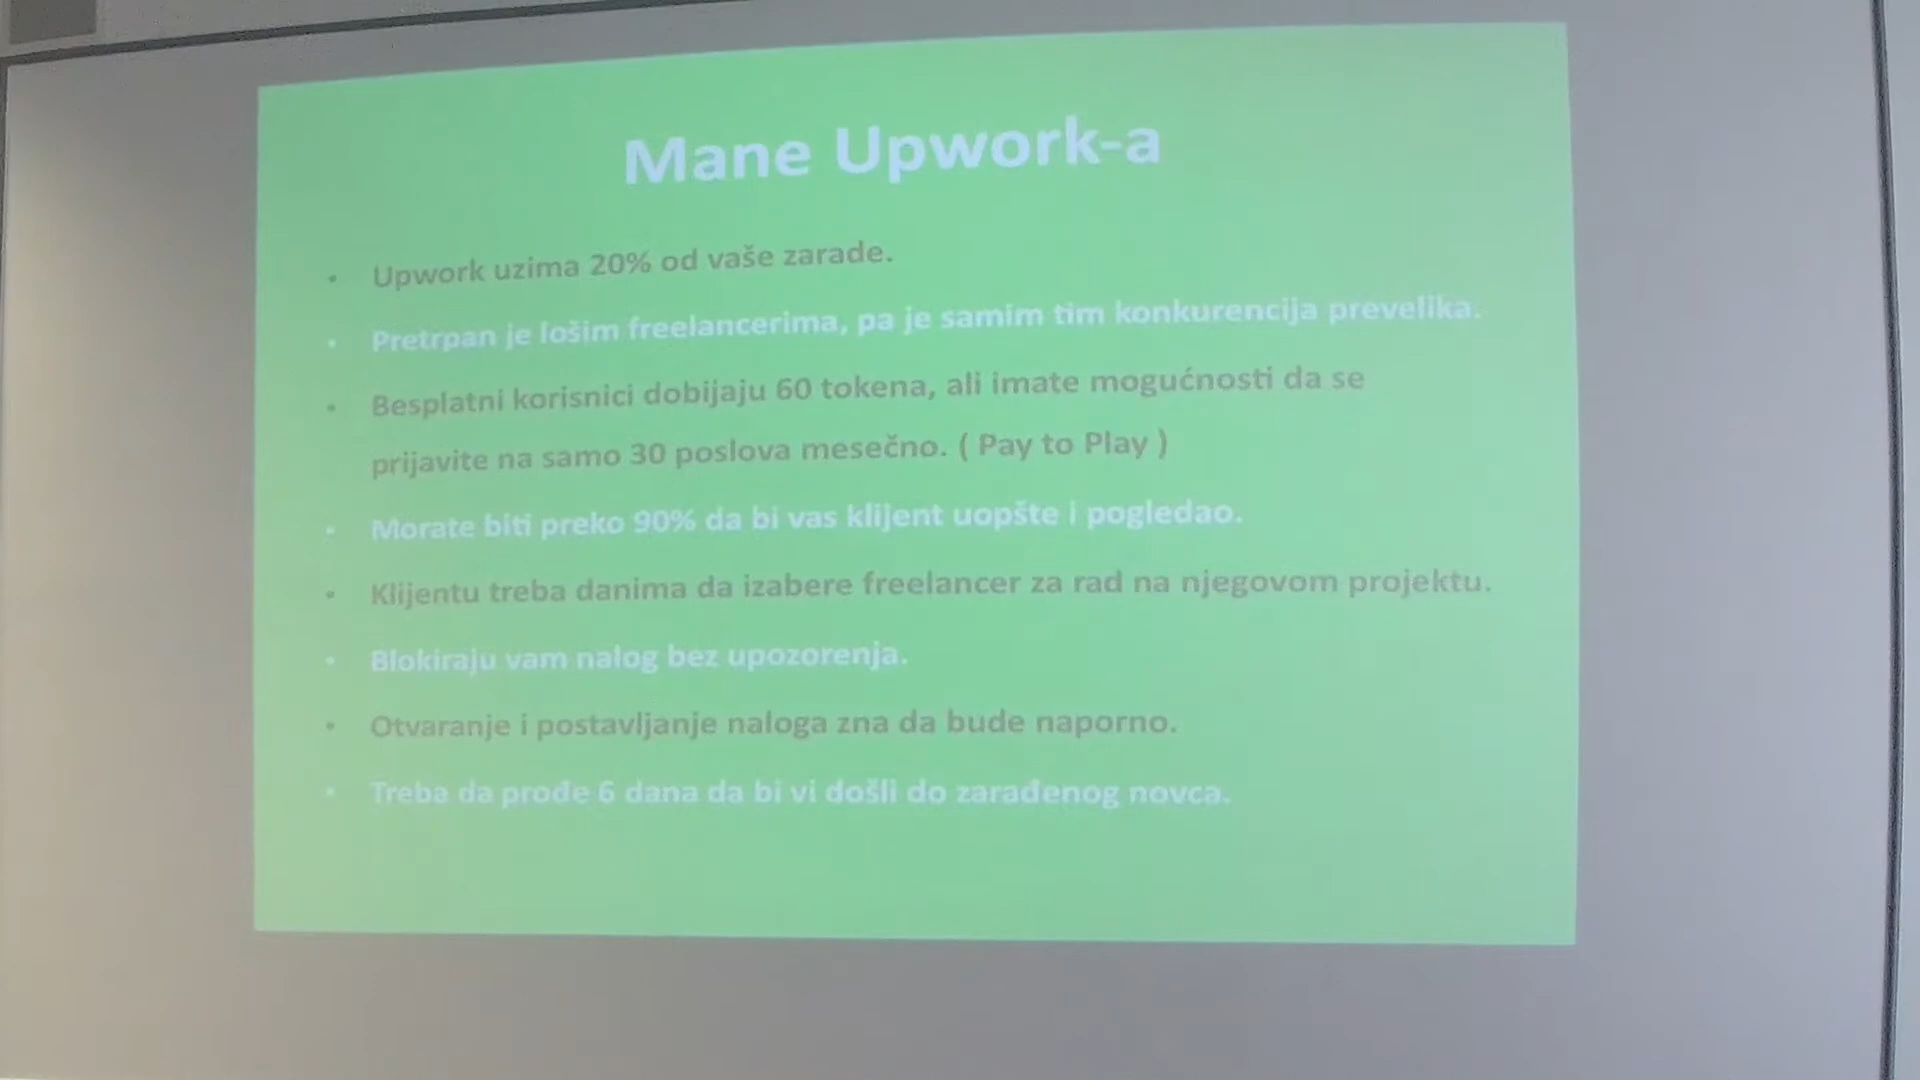 Mane Upwork-a
• Upwork uzima 20% od vaše zarade.
• Pretrpan je lošim freelancerima, pa je samim tim konkurencija prevelika.
• Besplatni korisnici dobijaju 60 tokena, ali imate mogućnosti da se
prijavite na samo 30 poslova mesečno. ( Pay to Play )
• Morate biti preko 90% da bi vas klijent uopšte i pogledao.
• Klijentu treba danima da izabere freelancer za rad na njegovom projektu.
• Blokiraju vam nalog bez upozorenja.
• Otvaranje i postavljanje naloga zna da bude naporno.
• Treba da prođe 6 dana da bi vi došli do zarađenog novca.